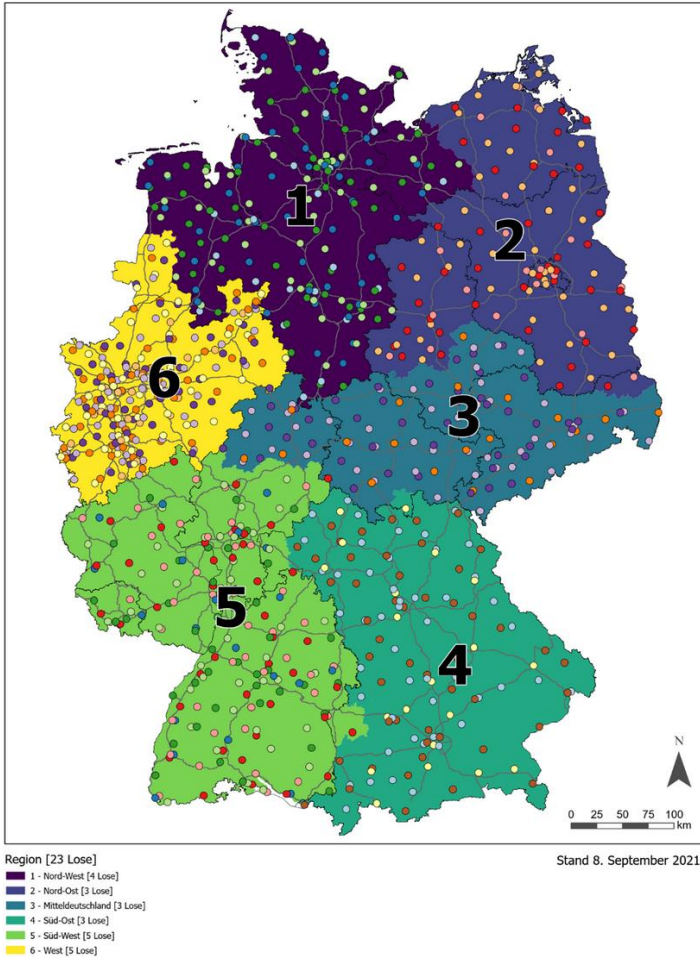 1
2
6
3
5
4
N
0 25 50 75 100
km
Region [23 Lose]
Stand 8. September 2021
1 - Nord-West [4 Lose]
2 - Nord-Ost [3 Lose]
3 - Mitteldeutschland [3 Lose]
4 - Süd-Ost [3 Lose]
5 - Süd-West [5 Lose]
6 - West [5 Lose]